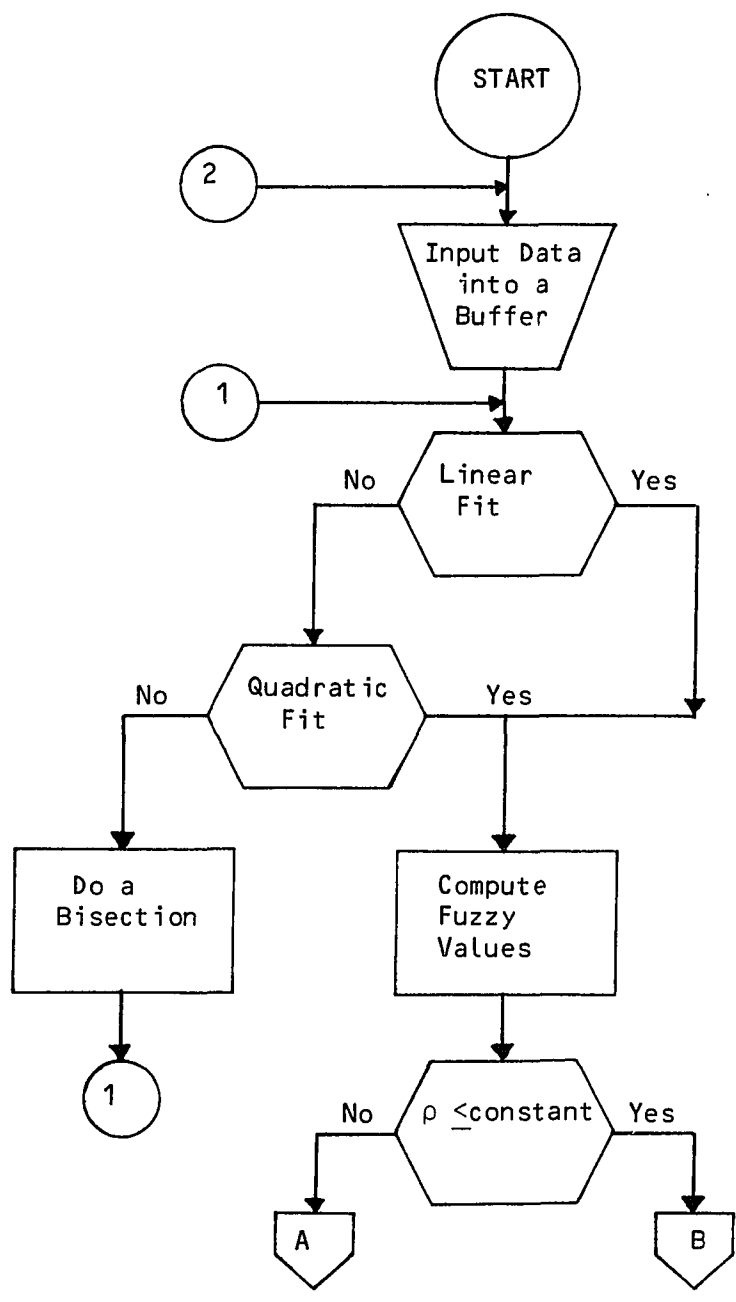 START
2
Input Data
into a
Buffer
1
No
Linear
Fit
Yes
No
Quadratic
Fit
Yes
Do a
Bisection
Compute
Fuzzy
Values
1
No
ρ ≤constant
Yes
A
B